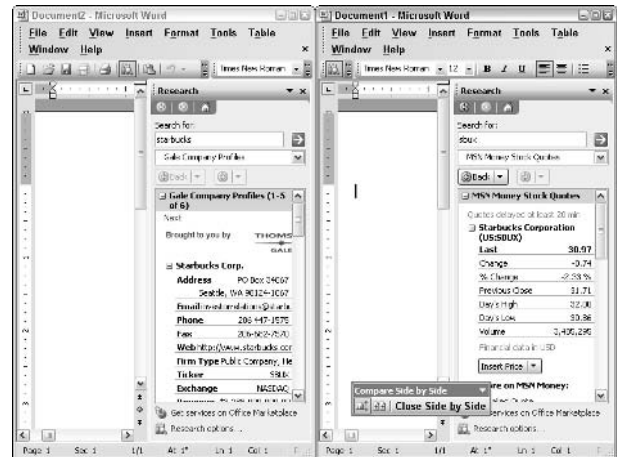 Document2 - Microsoft Word
File Edit View Insert Format Tools Table
Window Help
Times New Roman
Research
Search for:
starbucks
Gale Company Profiles
Back
Gale Company Profiles (1-5 of 6)
Next
Brought to you by THOMS
GALE
Starbucks Corp.
Address PO Box 34067
Seattle, WA 98124-1067
Phone 206 447-1575
Fax 206-682-7570
Firm Type Public Company, He
Ticker SBUX
Exchange NASDAQ
Get services on Office Marketplace
Research options...
Page 1 Sec 1 1/1 At 1" Ln 1 Col 1
Document1 - Microsoft Word
File Edit View Insert Format Tools Table
Window Help
Times New Roman 12 B I U
Research
Search for:
sbux
MSN Money Stock Quotes
Back
MSN Money Stock Quotes
Quotes delayed at least 20 min
Starbucks Corporation
(US:SBUX)
Last 30.97
Change -0.74
% Change -2.33 %
Previous Close 31.71
Day's High 32.00
Day's Low 30.86
Volume
Financial data in USD
Insert Price
re on MSN Money:
Compare Side by Side
Close Side by Side
services on Office Marketplace
Research options...
Page 1 Sec 1 1/1 At 1" Ln 1 Col 1